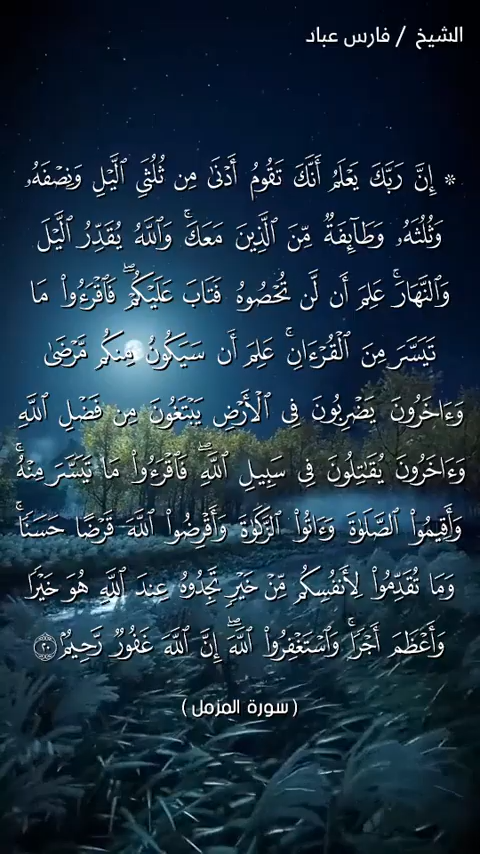 الشيخ / فارس عباد
۞ إِنَّ رَبَّكَ يَعْلَمُ أَنَّكَ تَقُومُ أَدْنَىٰ مِن ثُلُثَىِ ٱلَّيْلِ وَنِصْفَهُۥ
وَثُلُثَهُۥ وَطَآئِفَةٌ مِّنَ ٱلَّذِينَ مَعَكَ ۚ وَٱللَّهُ يُقَدِّرُ ٱلَّيْلَ
وَٱلنَّهَارَ ۚ عَلِمَ أَن لَّن تُحْصُوهُ فَتَابَ عَلَيْكُمْ ۖ فَٱقْرَءُوا۟ مَا
تَيَسَّرَ مِنَ ٱلْقُرْءَانِ ۚ عَلِمَ أَن سَيَكُونُ مِنكُم مَّرْضَىٰ
وَءَاخَرُونَ يَضْرِبُونَ فِى ٱلْأَرْضِ يَبْتَغُونَ مِن فَضْلِ ٱللَّهِ
وَءَاخَرُونَ يُقَٰتِلُونَ فِى سَبِيلِ ٱللَّهِ ۖ فَٱقْرَءُوا۟ مَا تَيَسَّرَ مِنْهُ ۚ
وَأَقِيمُوا۟ ٱلصَّلَوٰةَ وَءَاتُوا۟ ٱلزَّكَوٰةَ وَأَقْرِضُوا۟ ٱللَّهَ قَرْضًا حَسَنًا ۚ
وَمَا تُقَدِّمُوا۟ لِأَنفُسِكُم مِّنْ خَيْرٍ تَجِدُوهُ عِندَ ٱللَّهِ هُوَ خَيْرًا
وَأَعْظَمَ أَجْرًا ۚ وَٱسْتَغْفِرُوا۟ ٱللَّهَ ۖ إِنَّ ٱللَّهَ غَفُورٌ رَّحِيمٌۢ ٢٠
( سورة المزمل )